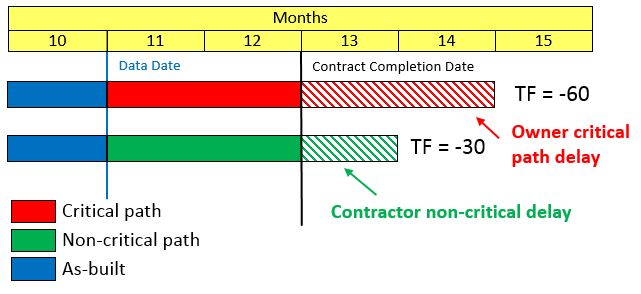 Months
10 11 12 13 14 15
Data Date
Contract Completion Date
TF = -60
Owner critical
path delay
TF = -30
Contractor non-critical delay
Critical path
Non-critical path
As-built